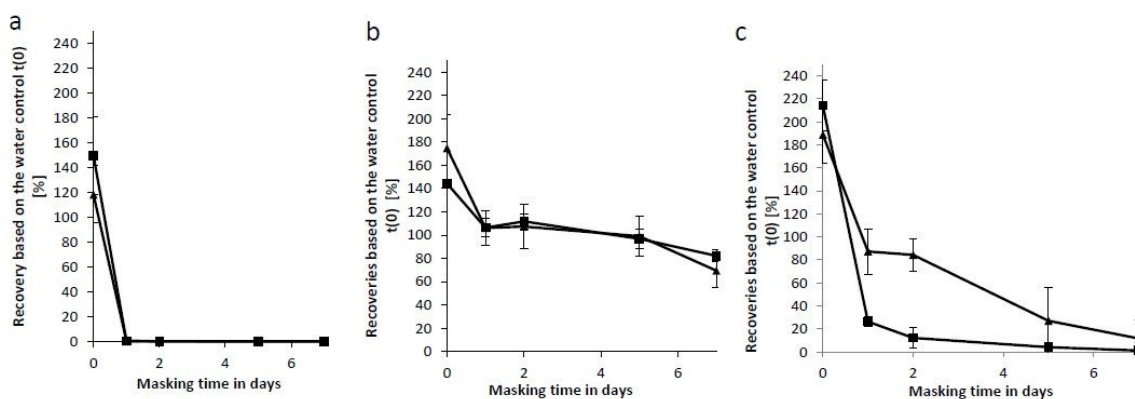 a
Recovery based on the water control t(0)
[%]
240
220
200
180
160
140
120
100
80
60
40
20
0
0 2 4 6
Masking time in days
b
Recoveries based on the water control
t(0) [%]
240
220
200
180
160
140
120
100
80
60
40
20
0
0 2 4 6
Masking time in days
c
Recoveries based on the water control
t(0) [%]
240
220
200
180
160
140
120
100
80
60
40
20
0
0 2 4 6
Masking time in days